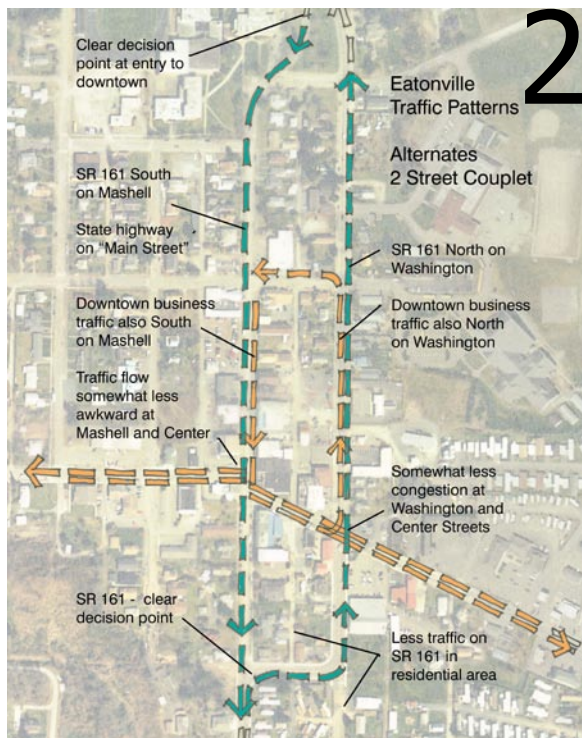 2
Clear decision
point at entry to
downtown
Eatonville
Traffic Patterns
Alternates
2 Street Couplet
SR 161 South
on Mashell
State highway
on “Main Street”
SR 161 North on
Washington
Downtown business
traffic also South
on Mashell
Downtown business
traffic also North
on Washington
Traffic flow
somewhat less
awkward at
Mashell and Center
Somewhat less
congestion at
Washington and
Center Streets
SR 161 - clear
decision point
Less traffic on
SR 161 in
residential area